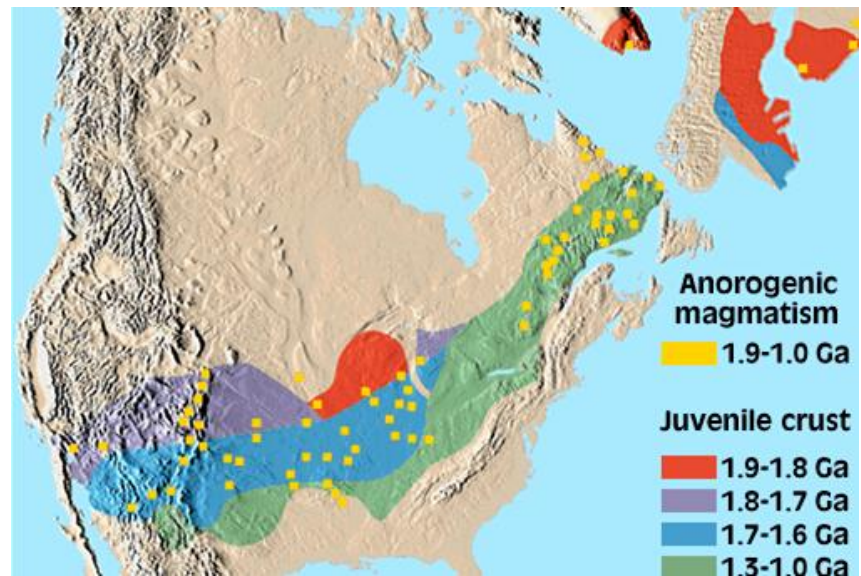 Anorogenic
magmatism
1.9-1.0 Ga
Juvenile crust
1.9-1.8 Ga
1.8-1.7 Ga
1.7-1.6 Ga
1.3-1.0 Ga